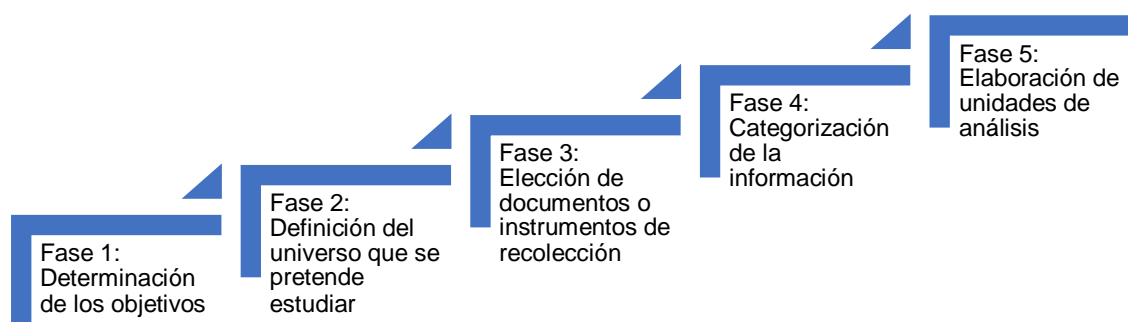 Fase 1:
Determinación
de los objetivos
Fase 2:
Definición del
universo que se
pretende
estudiar
Fase 3:
Elección de
documentos o
instrumentos de
recolección
Fase 4:
Categorización
de la
información
Fase 5:
Elaboración de
unidades de
análisis